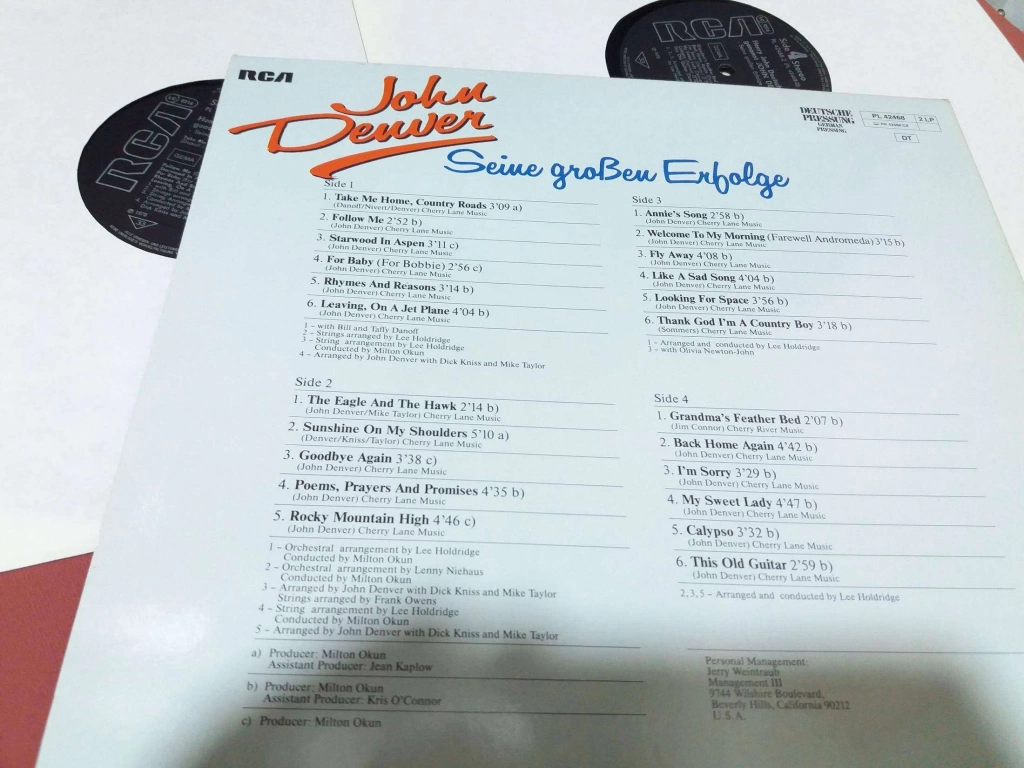 RCA
John
Denver
Seine großen Erfolge
DEUTSCHE
PRESSUNG
GERMAN
PRESSING
PL 42468
2 LP
DT
Side 1
1. Take Me Home, Country Roads 3'09 a)
(Danoff/Nivert/Denver) Cherry Lane Music
2. Follow Me 2'52 b)
(John Denver) Cherry Lane Music
3. Starwood In Aspen 3'11 c)
(John Denver) Cherry Lane Music
4. For Baby (For Bobbie) 2'56 c)
(John Denver) Cherry Lane Music
5. Rhymes And Reasons 3'14 b)
(John Denver) Cherry Lane Music
6. Leaving, On A Jet Plane 4'04 b)
(John Denver) Cherry Lane Music
1 – with Bill and Taffy Danoff
2 – Strings arranged by Lee Holdridge
3 – String arrangement by Lee Holdridge
Conducted by Milton Okun
4 – Arranged by John Denver with Dick Kniss and Mike Taylor
Side 2
1. The Eagle And The Hawk 2'14 b)
(John Denver/Mike Taylor) Cherry Lane Music
2. Sunshine On My Shoulders 5'10 a)
(Denver/Kniss/Taylor) Cherry Lane Music
3. Goodbye Again 3'38 c)
(John Denver) Cherry Lane Music
4. Poems, Prayers And Promises 4'35 b)
(John Denver) Cherry Lane Music
5. Rocky Mountain High 4'46 c)
(John Denver) Cherry Lane Music
1 – Orchestral arrangement by Lee Holdridge
Conducted by Milton Okun
2 – Orchestral arrangement by Lenny Niehaus
Conducted by Milton Okun
3 – Arranged by John Denver with Dick Kniss and Mike Taylor
Strings arranged by Frank Owens
4 – String arrangement by Lee Holdridge
Conducted by Milton Okun
5 – Arranged by John Denver with Dick Kniss and Mike Taylor
a) Producer: Milton Okun
Assistant Producer: Jean Kaplow
b) Producer: Milton Okun
Assistant Producer: Kris O'Connor
c) Producer: Milton Okun
Side 3
1. Annie's Song 2'58 b)
(John Denver) Cherry Lane Music
2. Welcome To My Morning (Farewell Andromeda) 3'15 b)
(John Denver) Cherry Lane Music
3. Fly Away 4'08 b)
(John Denver) Cherry Lane Music
4. Like A Sad Song 4'04 b)
(John Denver) Cherry Lane Music
5. Looking For Space 3'56 b)
(John Denver) Cherry Lane Music
6. Thank God I'm A Country Boy 3'18 b)
(Sommers) Cherry Lane Music
1 – Arranged and conducted by Lee Holdridge
3 – with Olivia Newton-John
Side 4
1. Grandma's Feather Bed 2'07 b)
(Jim Connor) Cherry River Music
2. Back Home Again 4'42 b)
(John Denver) Cherry Lane Music
3. I'm Sorry 3'29 b)
(John Denver) Cherry Lane Music
4. My Sweet Lady 4'47 b)
(John Denver) Cherry Lane Music
5. Calypso 3'32 b)
(John Denver) Cherry Lane Music
6. This Old Guitar 2'59 b)
(John Denver) Cherry Lane Music
2,3,5 – Arranged and conducted by Lee Holdridge
Personal Management:
Jerry Weintraub
Management III
9744 Wilshire Boulevard,
Beverly Hills, California 90212
U.S.A.
RCA
GEMA
RCA
Side 4
Stereo